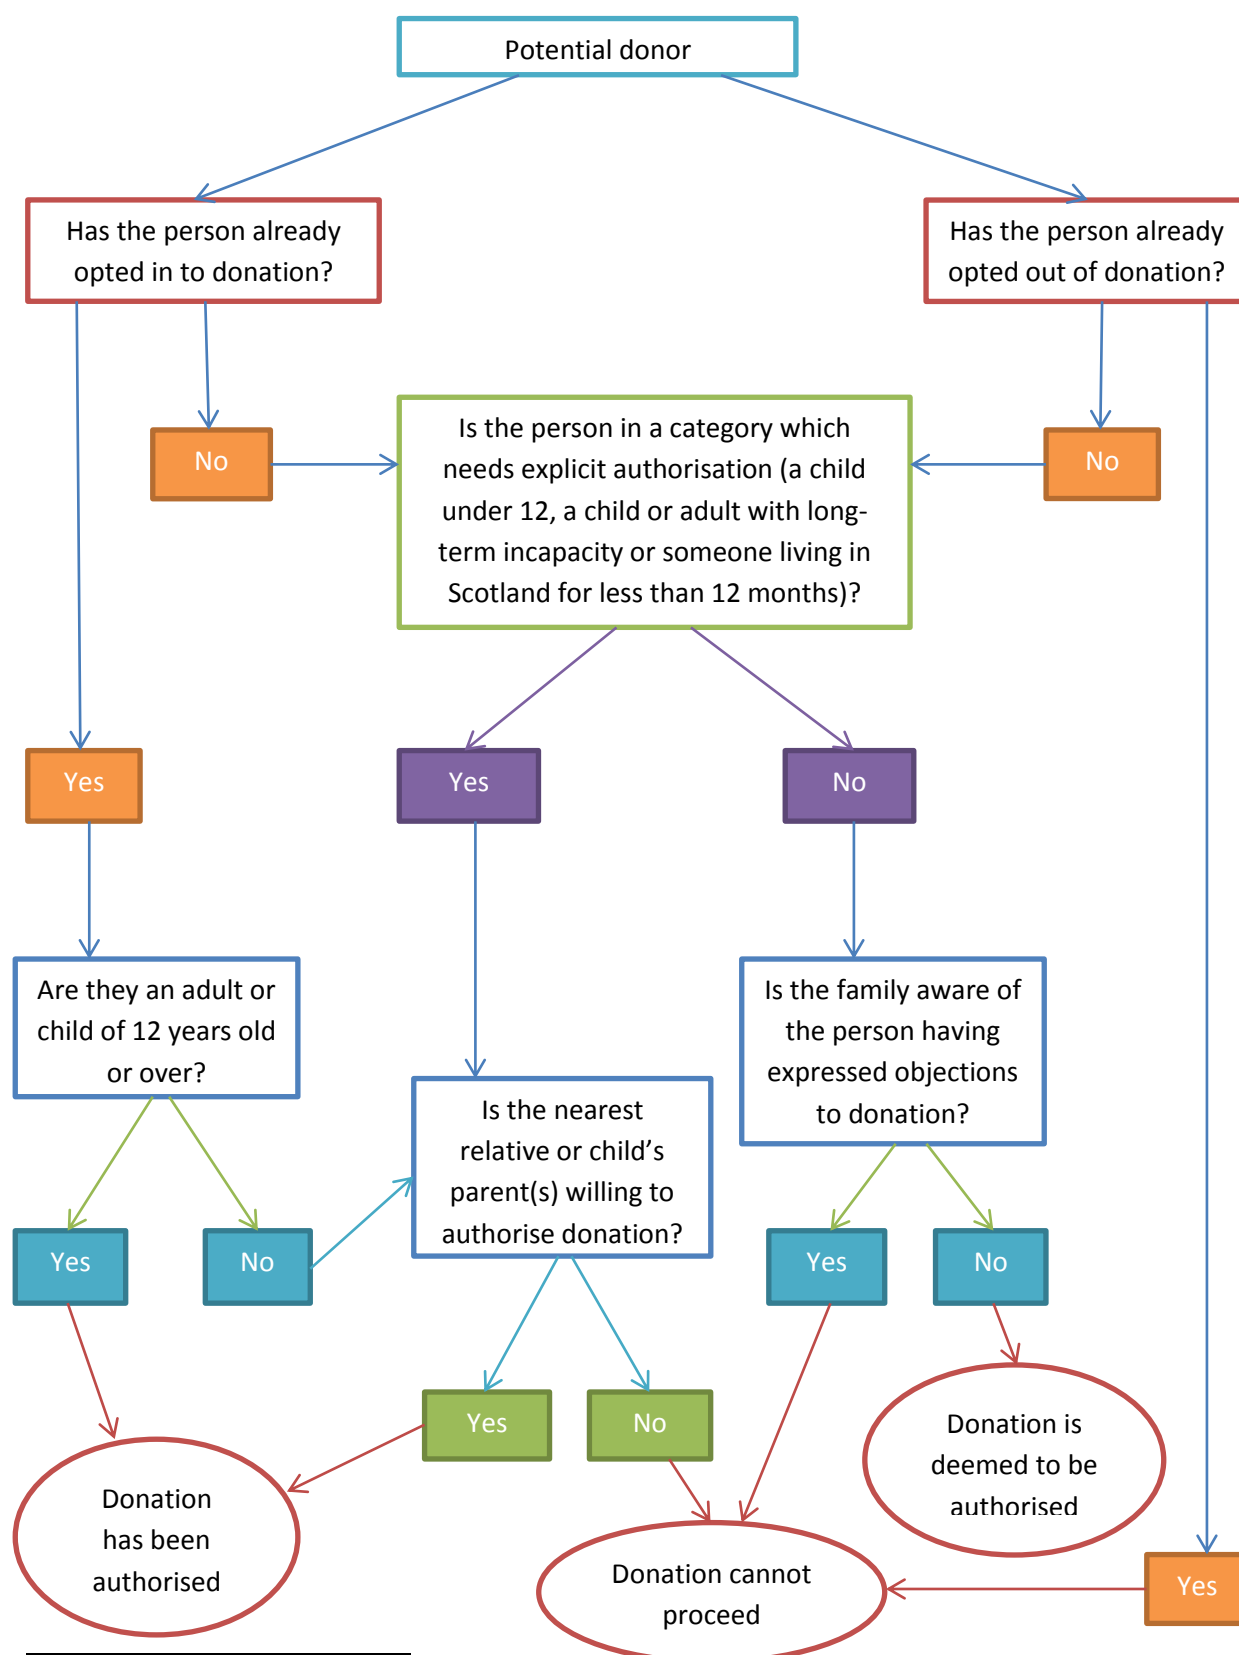 Potential donor
Has the person already
opted in to donation?
Has the person already
opted out of donation?
No
Is the person in a category which
needs explicit authorisation (a child
under 12, a child or adult with long-
term incapacity or someone living in
Scotland for less than 12 months)?
No
Yes
Yes
No
Are they an adult or
child of 12 years old
or over?
Is the family aware of
the person having
expressed objections
to donation?
Is the nearest
relative or child’s
parent(s) willing to
authorise donation?
Yes
No
Yes
No
Yes
No
Donation is
deemed to be
authorised
Donation
has been
authorised
Donation cannot
proceed
Yes